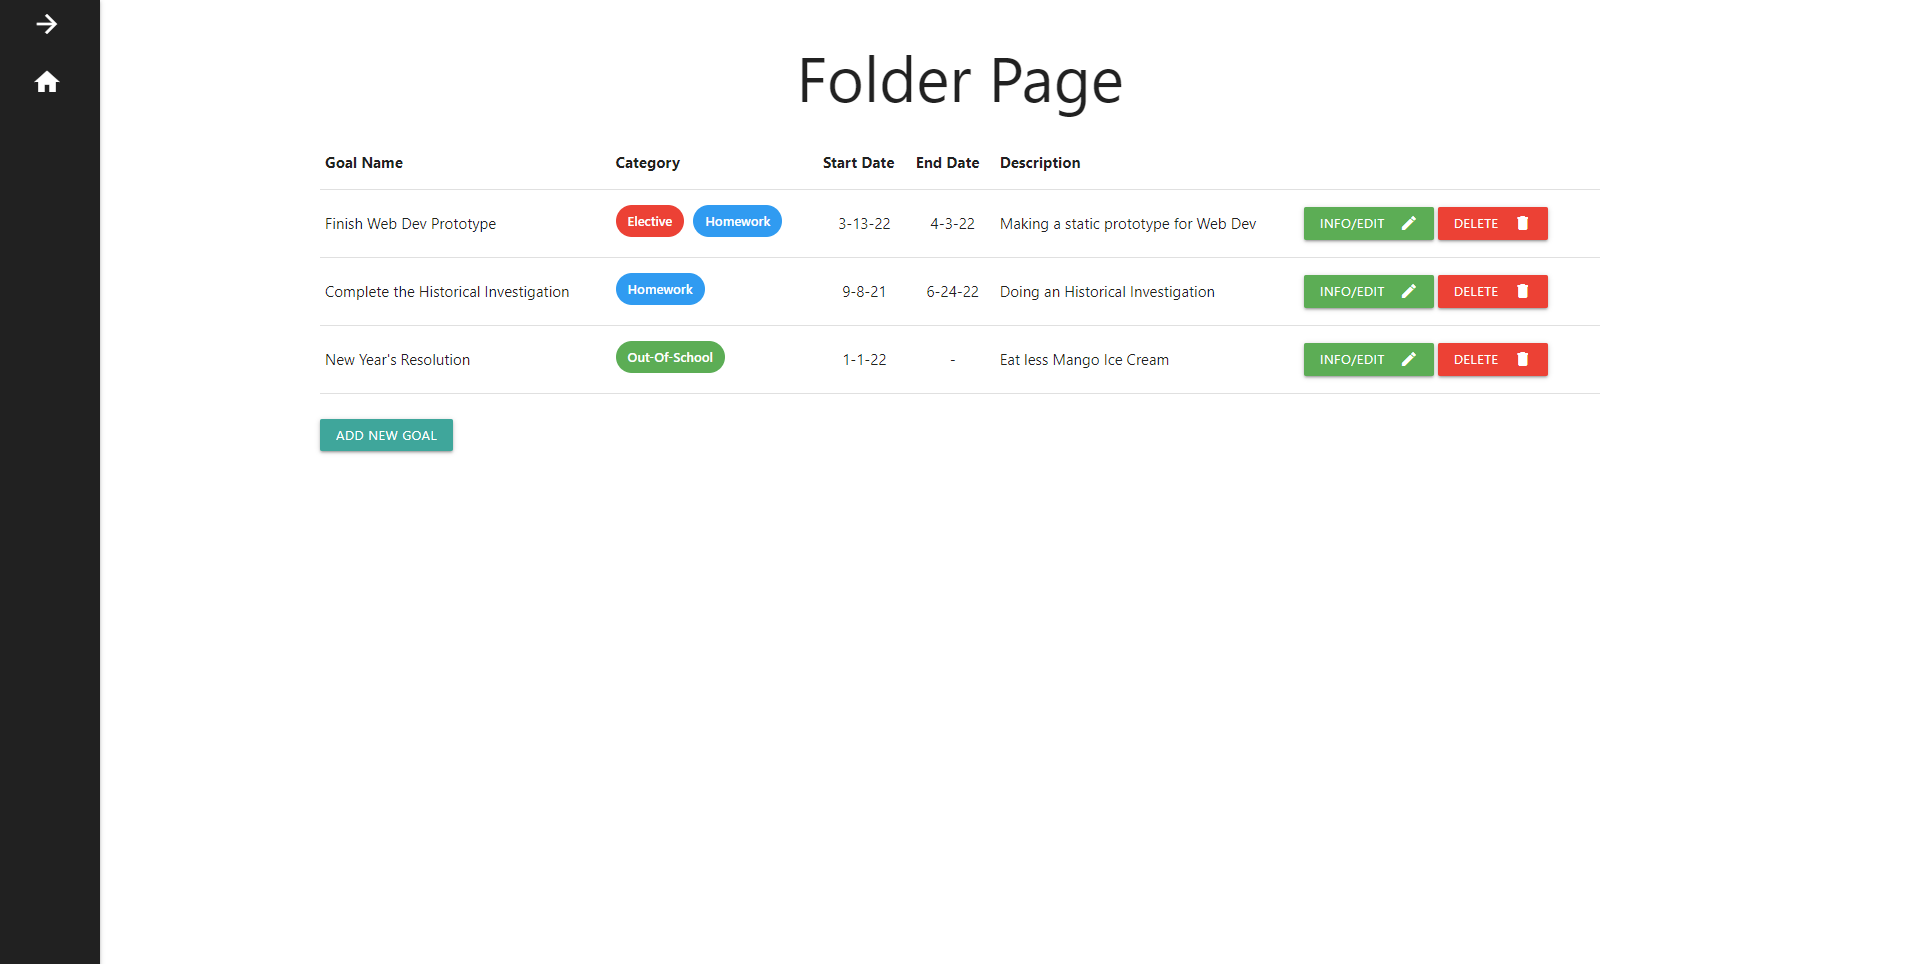 Folder Page
Goal Name Category Start Date End Date Description
Finish Web Dev Prototype Elective Homework 3-13-22 4-3-22 Making a static prototype for Web Dev INFO/EDIT DELETE
Complete the Historical Investigation Homework 9-8-21 6-24-22 Doing an Historical Investigation INFO/EDIT DELETE
New Year's Resolution Out-Of-School 1-1-22 - Eat less Mango Ice Cream INFO/EDIT DELETE
ADD NEW GOAL